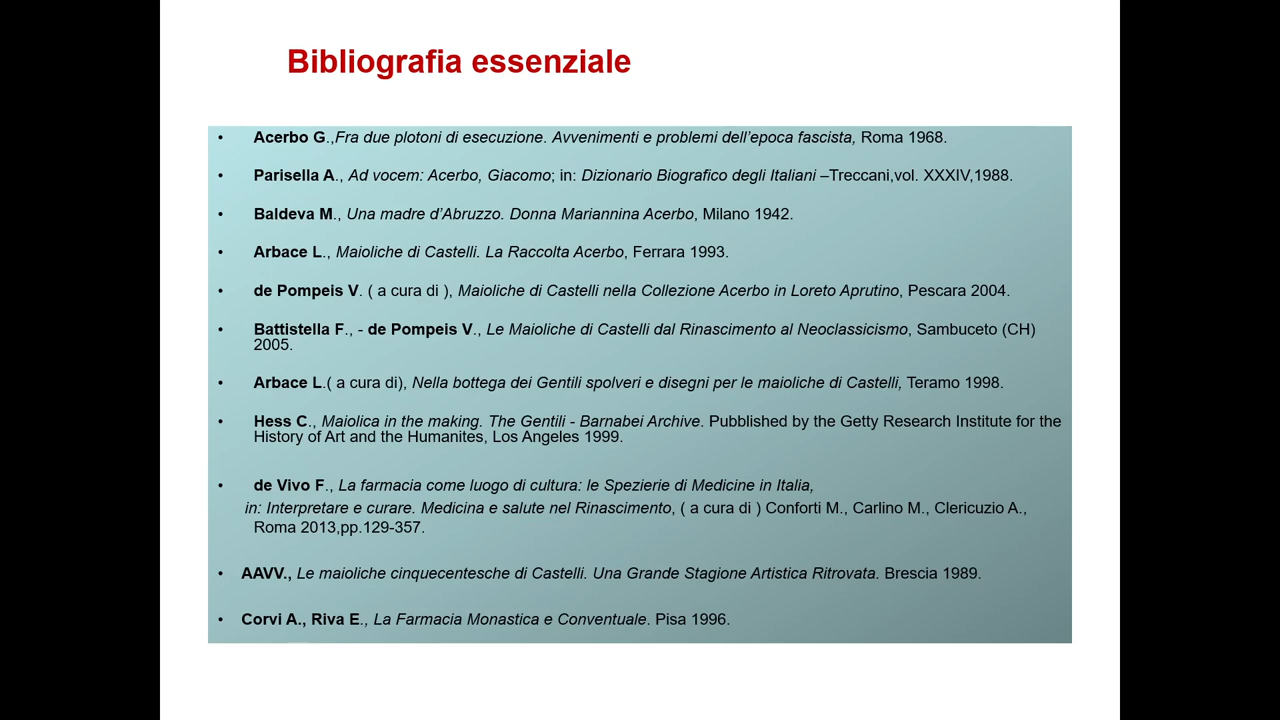 Bibliografia essenziale
• Acerbo G.,Fra due plotoni di esecuzione. Avvenimenti e problemi dell'epoca fascista, Roma 1968.
• Parisella A., Ad vocem: Acerbo, Giacomo; in: Dizionario Biografico degli Italiani –Treccani,vol. XXXIV,1988.
• Baldeva M., Una madre d'Abruzzo. Donna Mariannina Acerbo, Milano 1942.
• Arbace L., Maioliche di Castelli. La Raccolta Acerbo, Ferrara 1993.
• de Pompeis V. ( a cura di ), Maioliche di Castelli nella Collezione Acerbo in Loreto Aprutino, Pescara 2004.
• Battistella F., - de Pompeis V., Le Maioliche di Castelli dal Rinascimento al Neoclassicismo, Sambuceto (CH)
2005.
• Arbace L.( a cura di), Nella bottega dei Gentili spolveri e disegni per le maioliche di Castelli, Teramo 1998.
• Hess C., Maiolica in the making. The Gentili - Barnabei Archive. Pubblished by the Getty Research Institute for the
History of Art and the Humanites, Los Angeles 1999.
• de Vivo F., La farmacia come luogo di cultura: le Spezierie di Medicine in Italia,
in: Interpretare e curare. Medicina e salute nel Rinascimento, ( a cura di ) Conforti M., Carlino M., Clericuzio A.,
Roma 2013,pp.129-357.
• AAVV., Le maioliche cinquecentesche di Castelli. Una Grande Stagione Artistica Ritrovata. Brescia 1989.
• Corvi A., Riva E., La Farmacia Monastica e Conventuale. Pisa 1996.